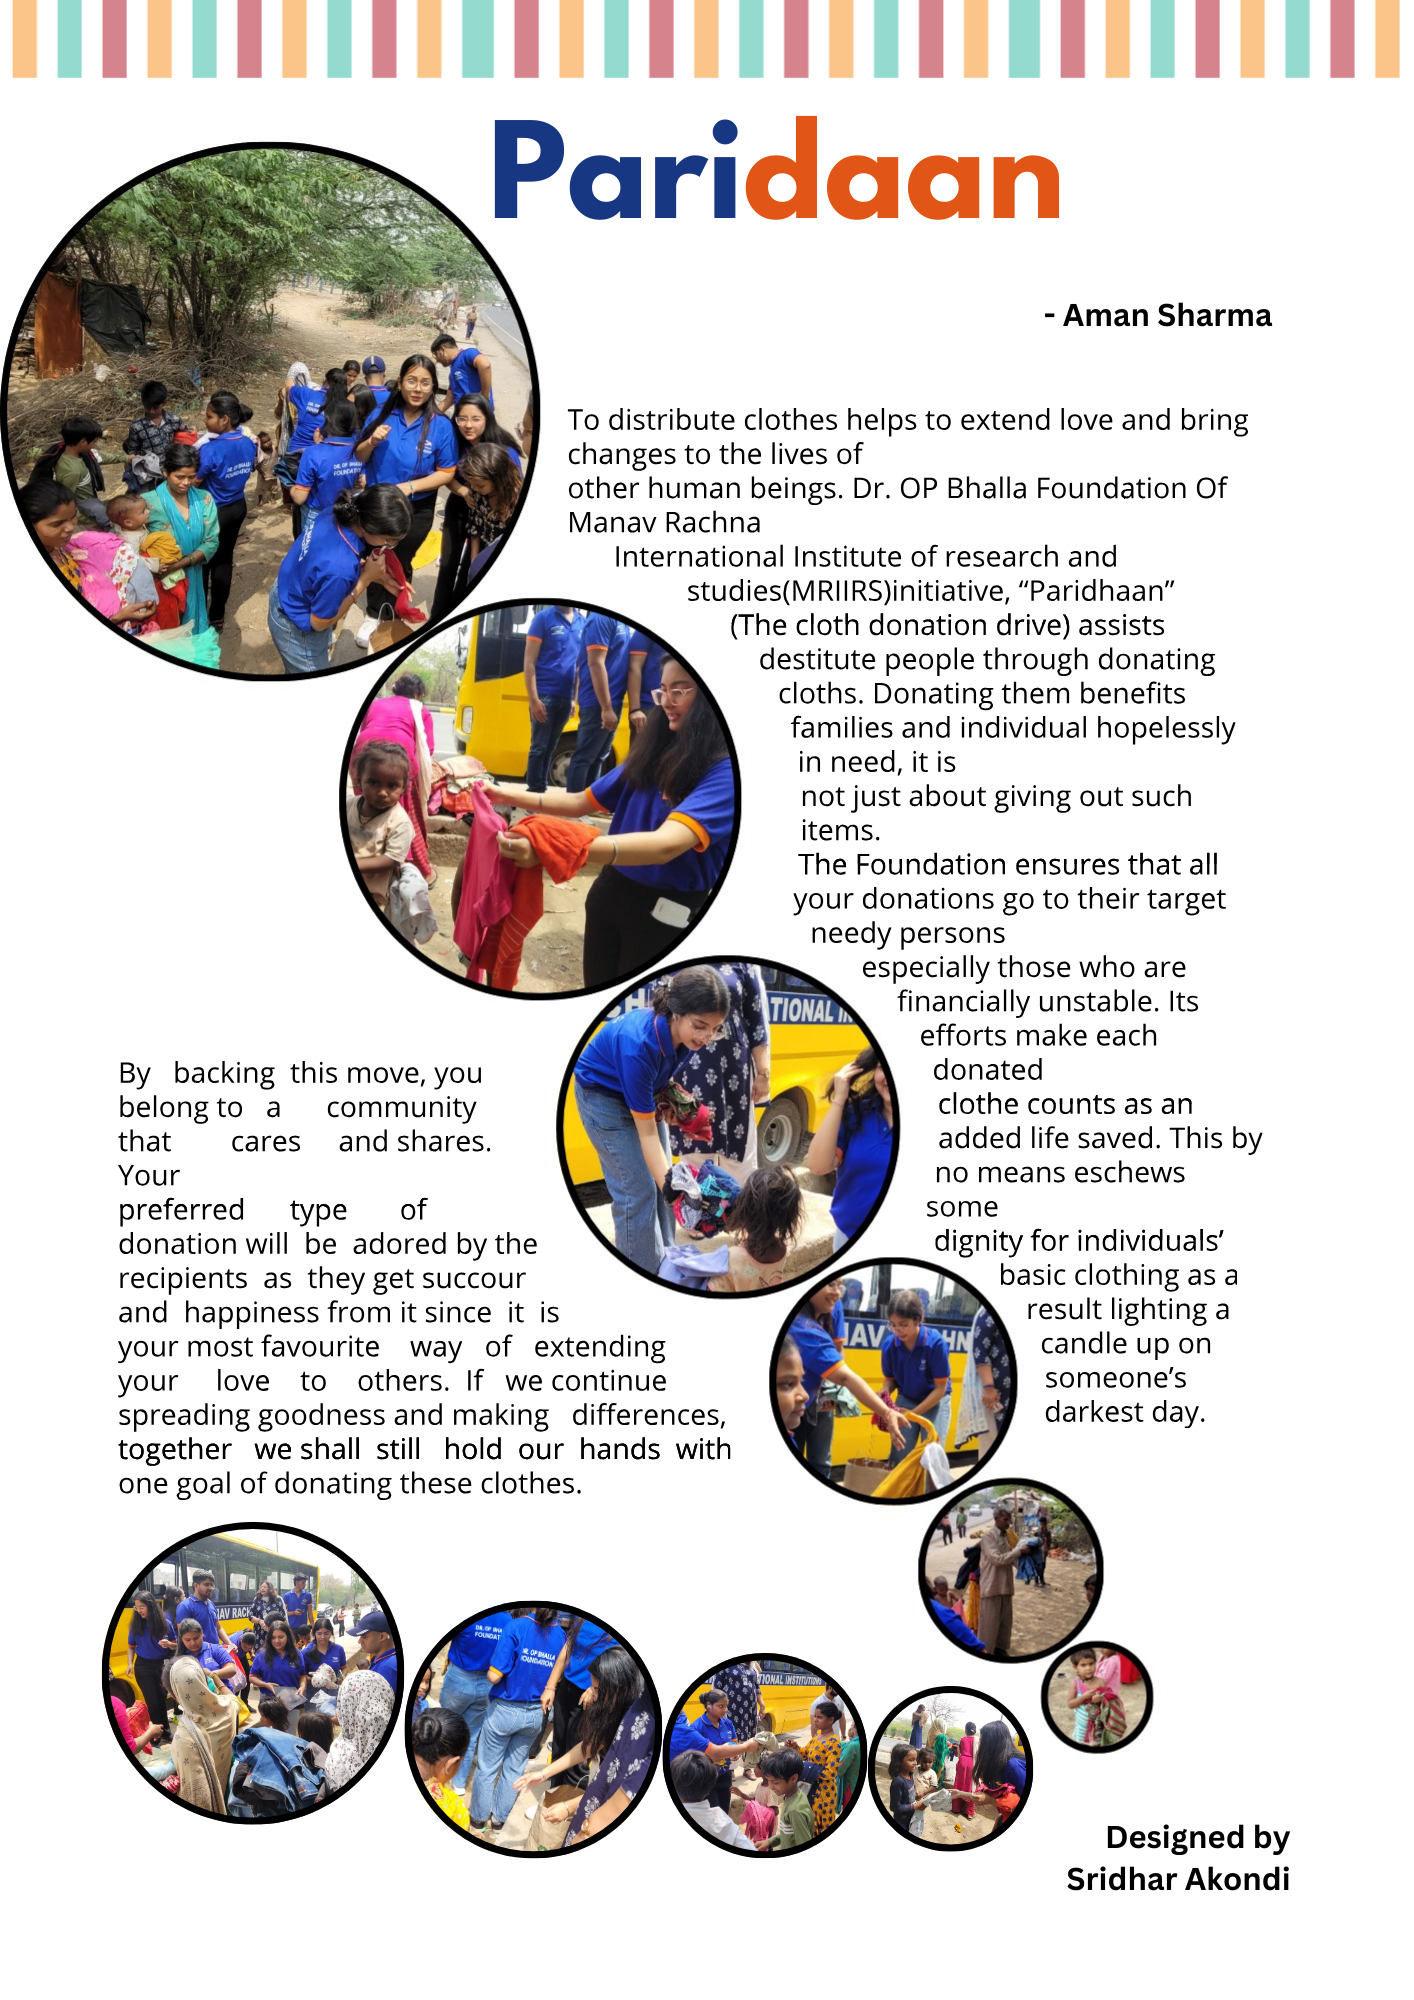 Paridaan
- Aman Sharma
To distribute clothes helps to extend love and bring
changes to the lives of
other human beings. Dr. OP Bhalla Foundation Of
Manav Rachna
International Institute of research and
studies(MRIIRS)initiative, “Paridhaan”
(The cloth donation drive) assists
destitute people through donating
cloths. Donating them benefits
families and individual hopelessly
in need, it is
not just about giving out such
items.
The Foundation ensures that all
your donations go to their target
needy persons
especially those who are
financially unstable. Its
efforts make each
donated
clothe counts as an
added life saved. This by
no means eschews
some
dignity for individuals’
basic clothing as a
result lighting a
candle up on
someone’s
darkest day.
By backing this move, you
belong to a community
that cares and shares.
Your
preferred type of
donation will be adored by the
recipients as they get succour
and happiness from it since it is
your most favourite way of extending
your love to others. If we continue
spreading goodness and making differences,
together we shall still hold our hands with
one goal of donating these clothes.
DR. OP BHALLA
FOUNDATION
Designed by
Sridhar Akondi